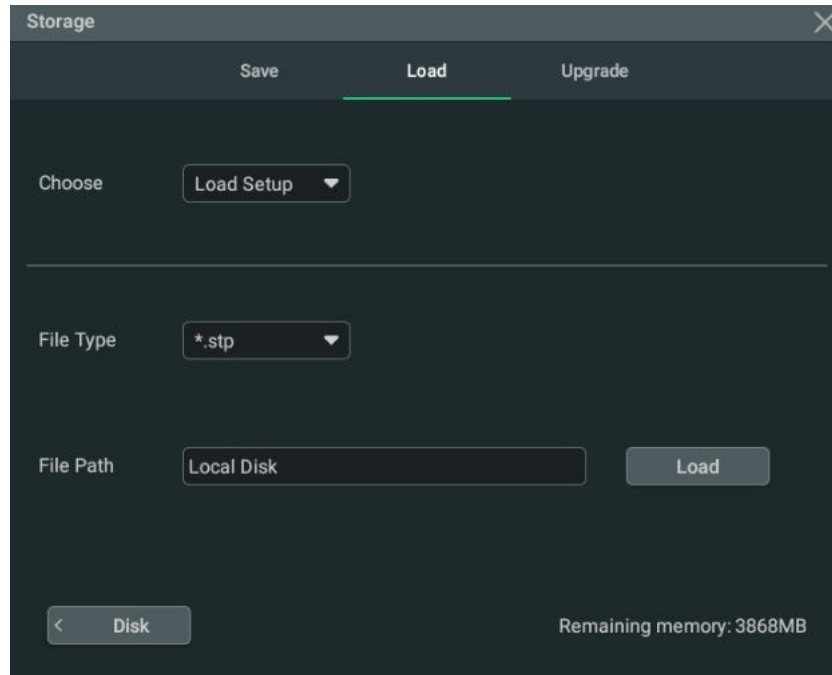 Storage
Save Load Upgrade
Choose Load Setup
File Type *.stp
File Path Local Disk Load
< Disk Remaining memory: 3868MB